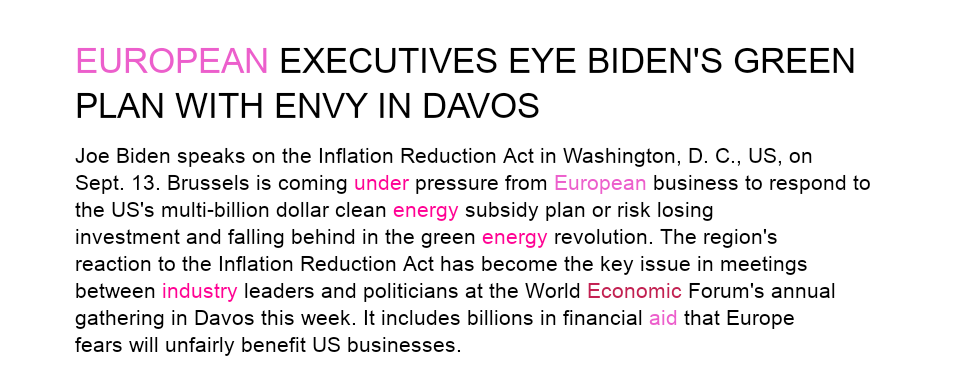 EUROPEAN EXECUTIVES EYE BIDEN'S GREEN
PLAN WITH ENVY IN DAVOS
Joe Biden speaks on the Inflation Reduction Act in Washington, D. C., US, on
Sept. 13. Brussels is coming under pressure from European business to respond to
the US's multi-billion dollar clean energy subsidy plan or risk losing
investment and falling behind in the green energy revolution. The region's
reaction to the Inflation Reduction Act has become the key issue in meetings
between industry leaders and politicians at the World Economic Forum's annual
gathering in Davos this week. It includes billions in financial aid that Europe
fears will unfairly benefit US businesses.